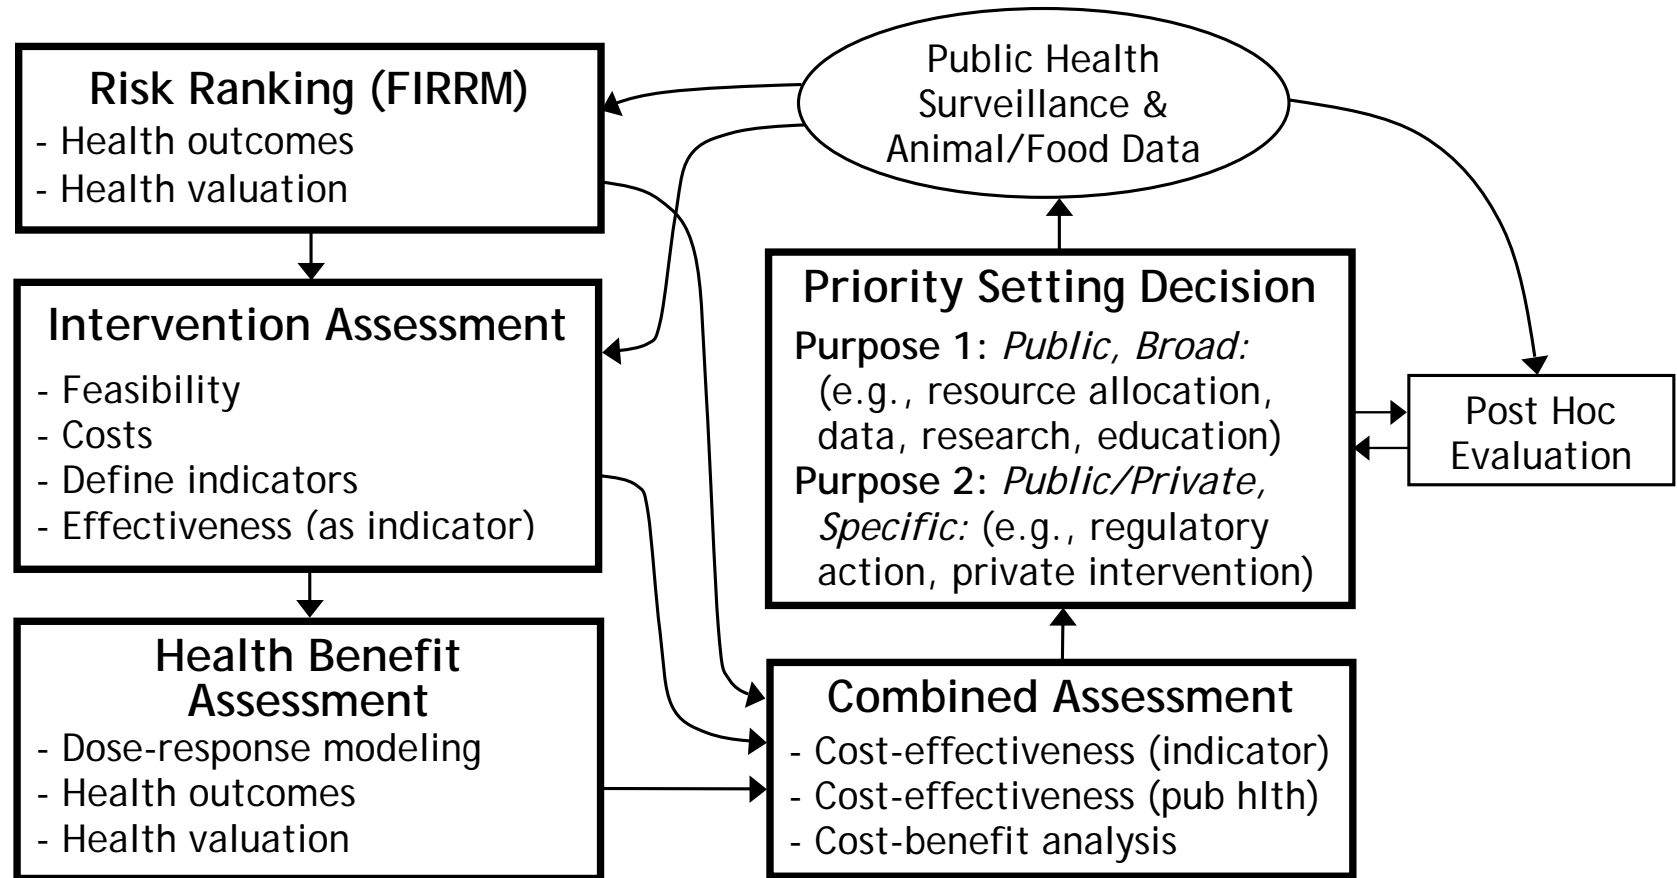 Risk Ranking (FIRRM)
- Health outcomes
- Health valuation
Public Health
Surveillance &
Animal/Food Data
Intervention Assessment
- Feasibility
- Costs
- Define indicators
- Effectiveness (as indicator)
Priority Setting Decision
Purpose 1: Public, Broad:
(e.g., resource allocation,
data, research, education)
Purpose 2: Public/Private,
Specific: (e.g., regulatory
action, private intervention)
Post Hoc
Evaluation
Health Benefit
Assessment
- Dose-response modeling
- Health outcomes
- Health valuation
Combined Assessment
- Cost-effectiveness (indicator)
- Cost-effectiveness (pub hlth)
- Cost-benefit analysis